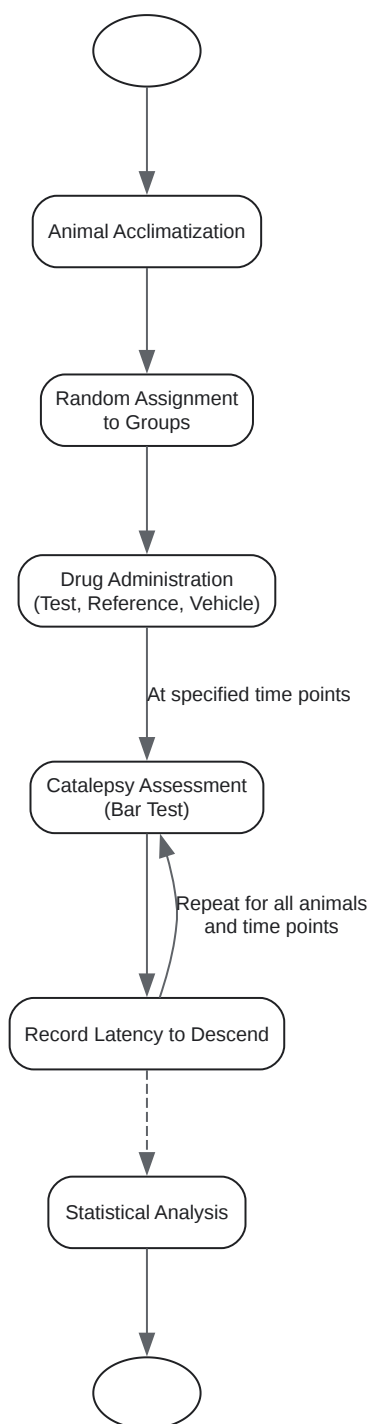 Animal Acclimatization
Random Assignment
to Groups
Drug Administration
(Test, Reference, Vehicle)
At specified time points
Catalepsy Assessment
(Bar Test)
Repeat for all animals
and time points
Record Latency to Descend
Statistical Analysis